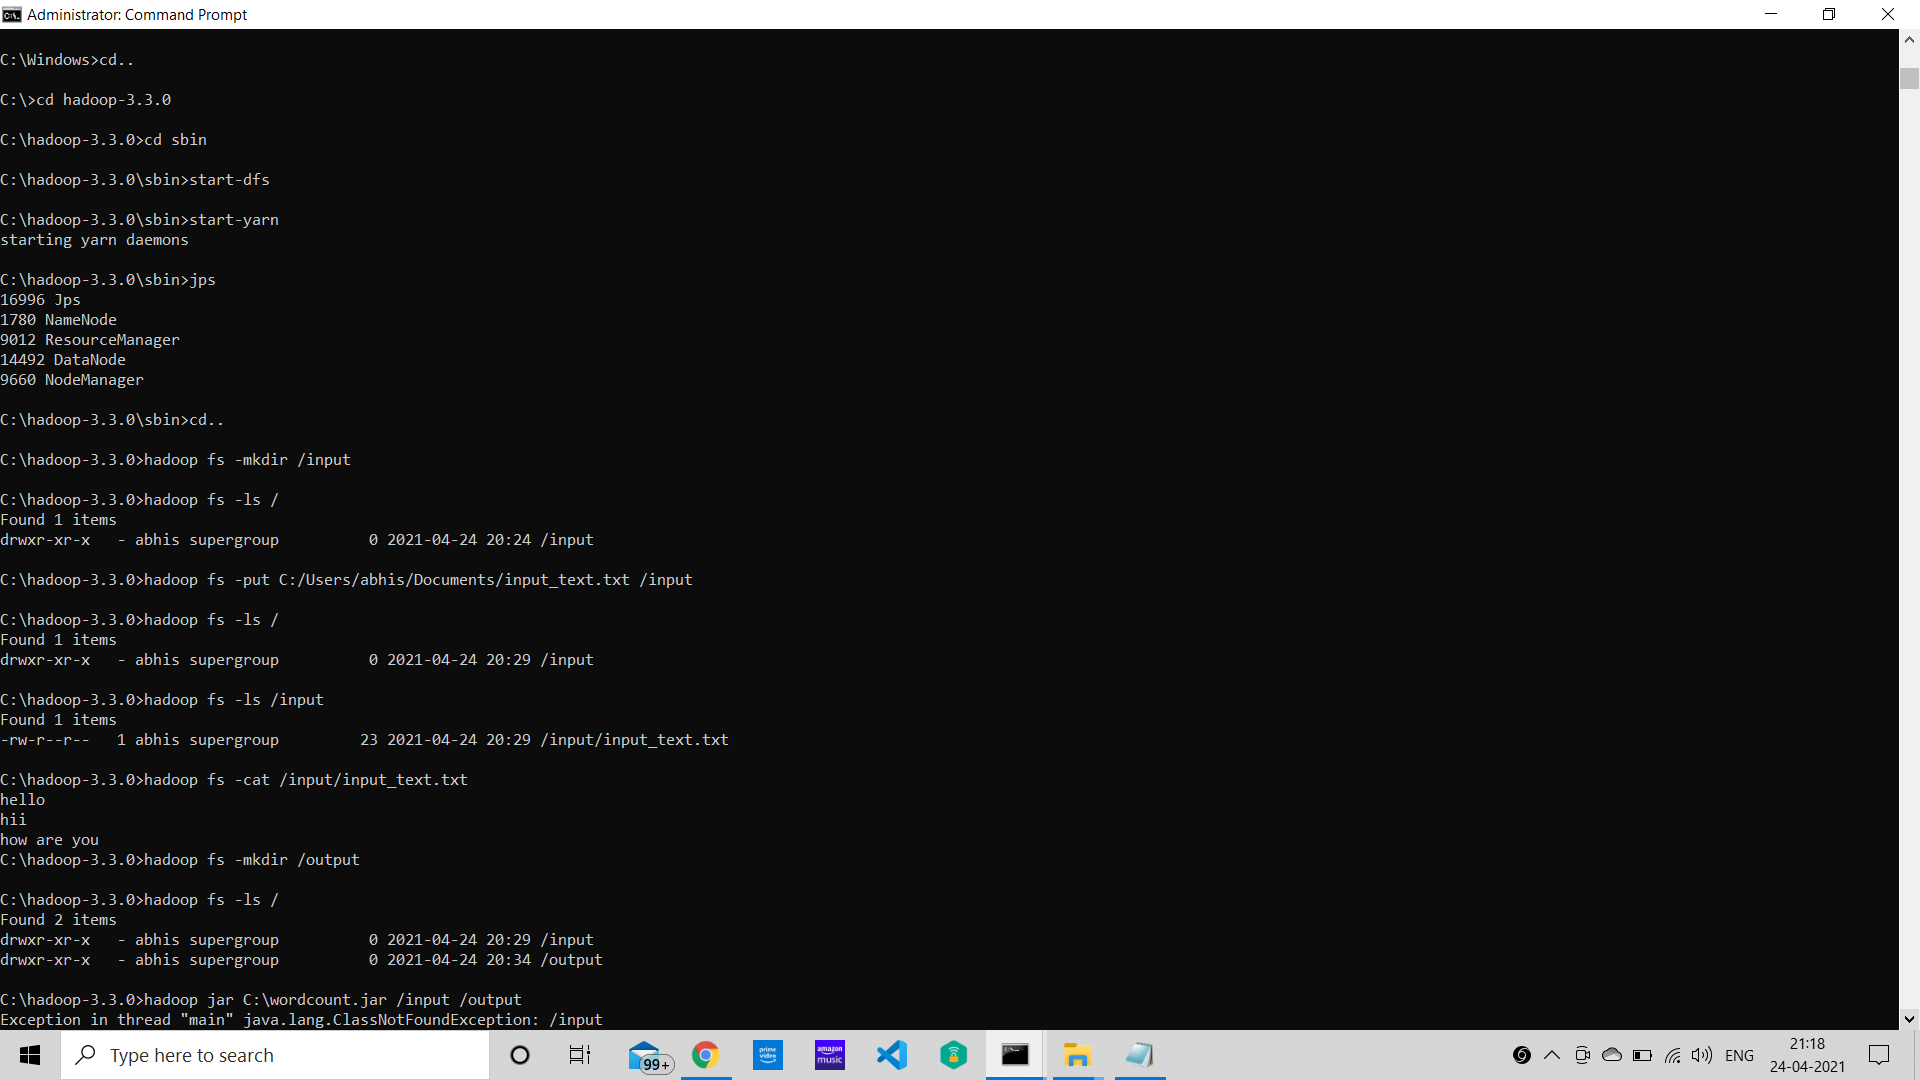 Administrator: Command Prompt
C:\Windows>cd..
C:\>cd hadoop-3.3.0
C:\hadoop-3.3.0>cd sbin
C:\hadoop-3.3.0\sbin>start-dfs
C:\hadoop-3.3.0\sbin>start-yarn
starting yarn daemons
C:\hadoop-3.3.0\sbin>jps
16996 Jps
1780 NameNode
9012 ResourceManager
14492 DataNode
9660 NodeManager
C:\hadoop-3.3.0\sbin>cd..
C:\hadoop-3.3.0>hadoop fs -mkdir /input
C:\hadoop-3.3.0>hadoop fs -ls /
Found 1 items
drwxr-xr-x   - abhis supergroup          0 2021-04-24 20:24 /input
C:\hadoop-3.3.0>hadoop fs -put C:/Users/abhis/Documents/input_text.txt /input
C:\hadoop-3.3.0>hadoop fs -ls /
Found 1 items
drwxr-xr-x   - abhis supergroup          0 2021-04-24 20:29 /input
C:\hadoop-3.3.0>hadoop fs -ls /input
Found 1 items
-rw-r--r--   1 abhis supergroup         23 2021-04-24 20:29 /input/input_text.txt
C:\hadoop-3.3.0>hadoop fs -cat /input/input_text.txt
hello
hii
how are you
C:\hadoop-3.3.0>hadoop fs -mkdir /output
C:\hadoop-3.3.0>hadoop fs -ls /
Found 2 items
drwxr-xr-x   - abhis supergroup          0 2021-04-24 20:29 /input
drwxr-xr-x   - abhis supergroup          0 2021-04-24 20:34 /output
C:\hadoop-3.3.0>hadoop jar C:\wordcount.jar /input /output
Exception in thread "main" java.lang.ClassNotFoundException: /input
Type here to search
99+
prime video
amazon music
ENG
21:18
24-04-2021